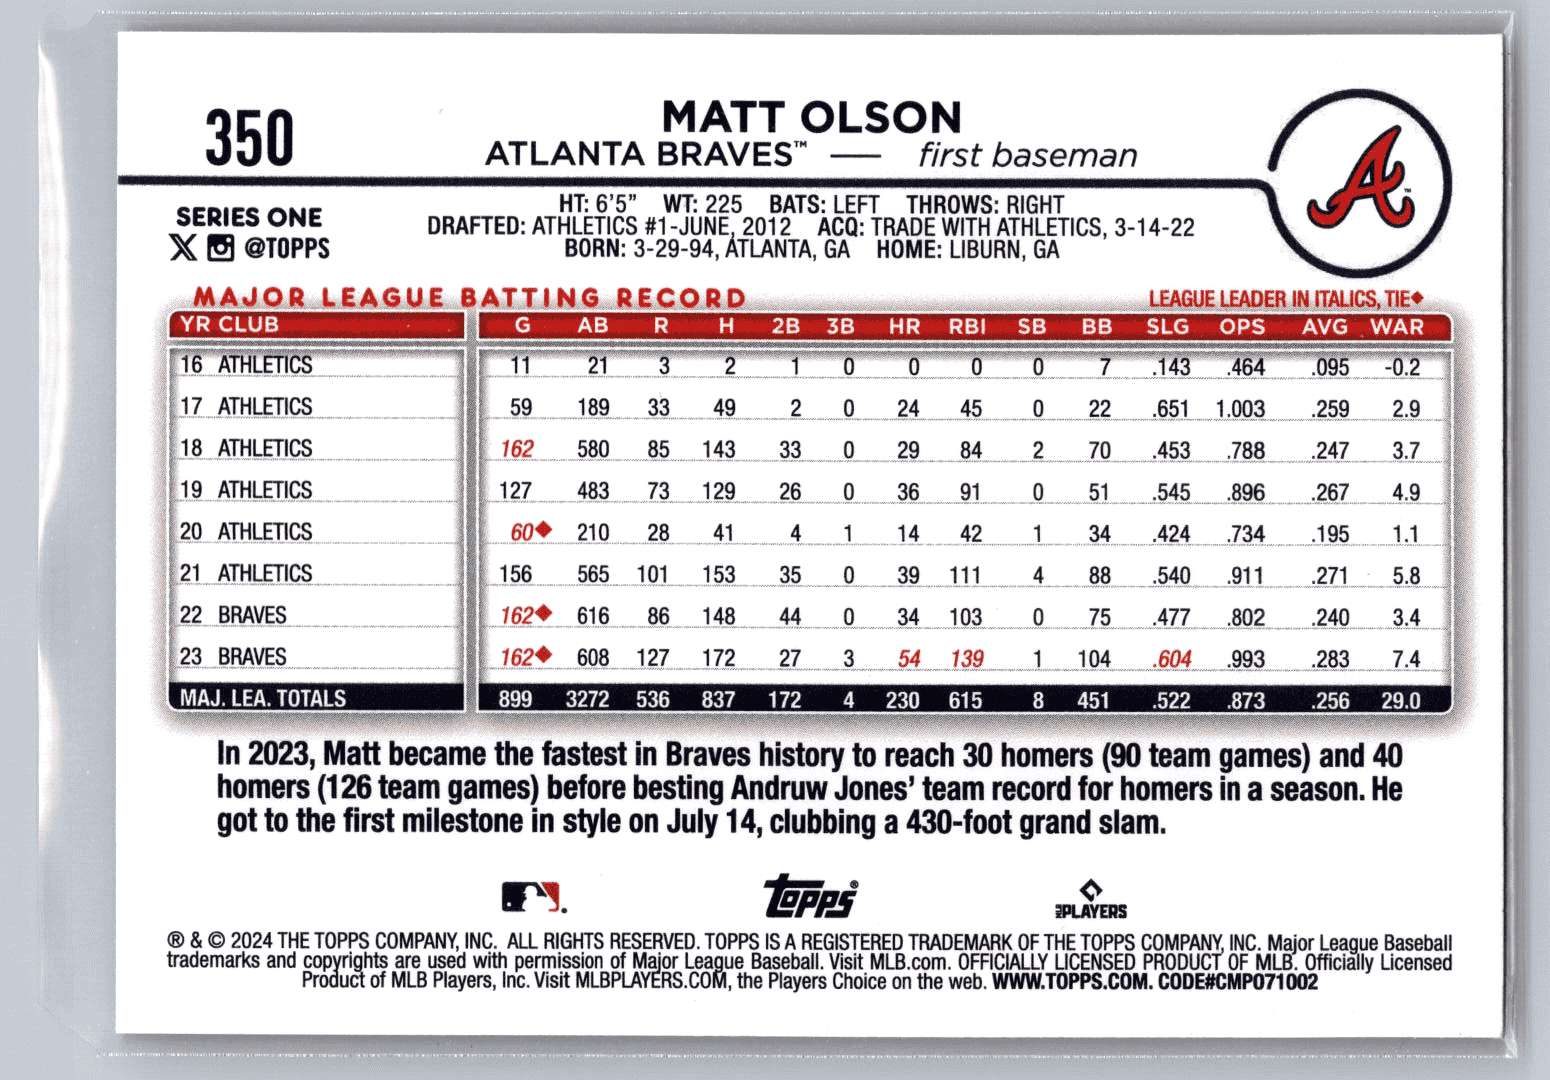 350
MATT OLSON
ATLANTA BRAVES™ — first baseman
A™
SERIES ONE
X @TOPPS
HT: 6'5" WT: 225 BATS: LEFT THROWS: RIGHT
DRAFTED: ATHLETICS #1-JUNE, 2012 ACQ: TRADE WITH ATHLETICS, 3-14-22
BORN: 3-29-94, ATLANTA, GA HOME: LIBURN, GA
MAJOR LEAGUE BATTING RECORD LEAGUE LEADER IN ITALICS, TIE◆
YR CLUB G AB R H 2B 3B HR RBI SB BB SLG OPS AVG WAR
16 ATHLETICS 11 21 3 2 1 0 0 0 0 7 .143 .464 .095 -0.2
17 ATHLETICS 59 189 33 49 2 0 24 45 0 22 .651 1.003 .259 2.9
18 ATHLETICS 162 580 85 143 33 0 29 84 2 70 .453 .788 .247 3.7
19 ATHLETICS 127 483 73 129 26 0 36 91 0 51 .545 .896 .267 4.9
20 ATHLETICS 60◆ 210 28 41 4 1 14 42 1 34 .424 .734 .195 1.1
21 ATHLETICS 156 565 101 153 35 0 39 111 4 88 .540 .911 .271 5.8
22 BRAVES 162◆ 616 86 148 44 0 34 103 0 75 .477 .802 .240 3.4
23 BRAVES 162◆ 608 127 172 27 3 54 139 1 104 .604 .993 .283 7.4
MAJ. LEA. TOTALS 899 3272 536 837 172 4 230 615 8 451 .522 .873 .256 29.0
In 2023, Matt became the fastest in Braves history to reach 30 homers (90 team games) and 40
homers (126 team games) before besting Andruw Jones' team record for homers in a season. He
got to the first milestone in style on July 14, clubbing a 430-foot grand slam.
Topps®
MLB PLAYERS
® & © 2024 THE TOPPS COMPANY, INC. ALL RIGHTS RESERVED. TOPPS IS A REGISTERED TRADEMARK OF THE TOPPS COMPANY, INC. Major League Baseball
trademarks and copyrights are used with permission of Major League Baseball. Visit MLB.com. OFFICIALLY LICENSED PRODUCT OF MLB. Officially Licensed
Product of MLB Players, Inc. Visit MLBPLAYERS.COM, the Players Choice on the web. WWW.TOPPS.COM. CODE#CMP071002